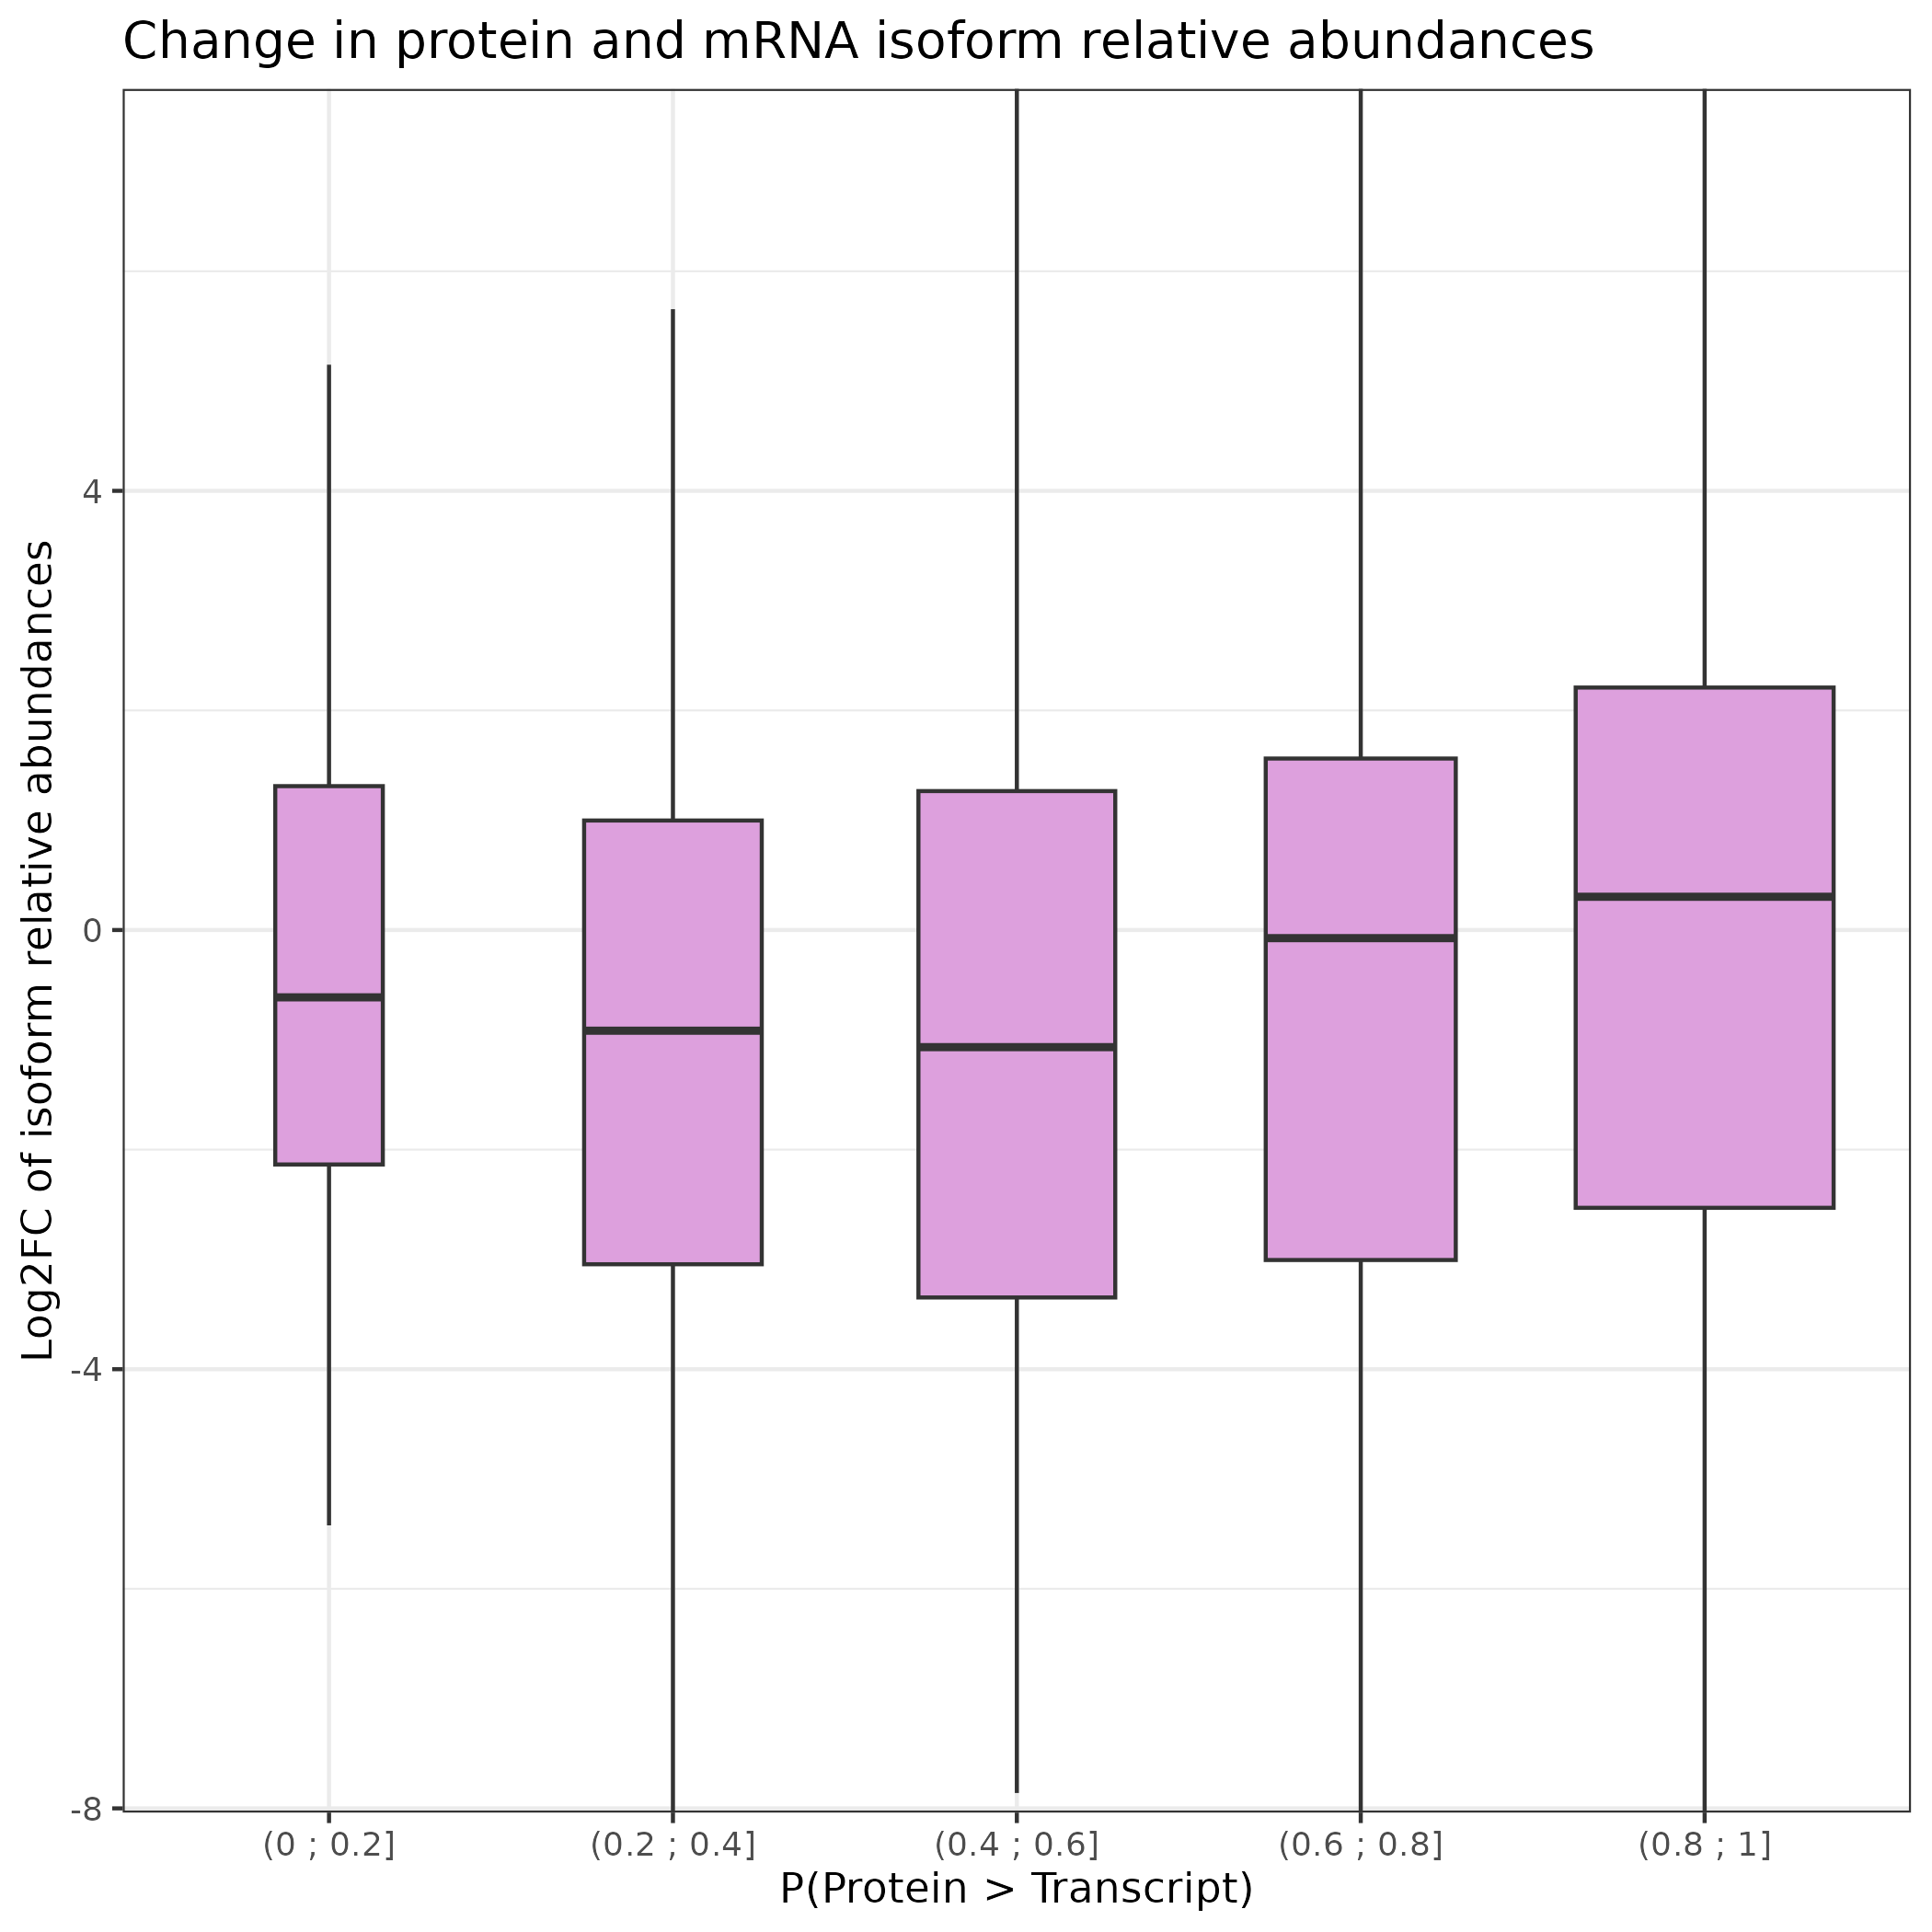 Change in protein and mRNA isoform relative abundances
Log2FC of isoform relative abundances
4
0
-4
-8
(0 ; 0.2]
(0.2 ; 0.4]
(0.4 ; 0.6]
(0.6 ; 0.8]
(0.8 ; 1]
P(Protein > Transcript)